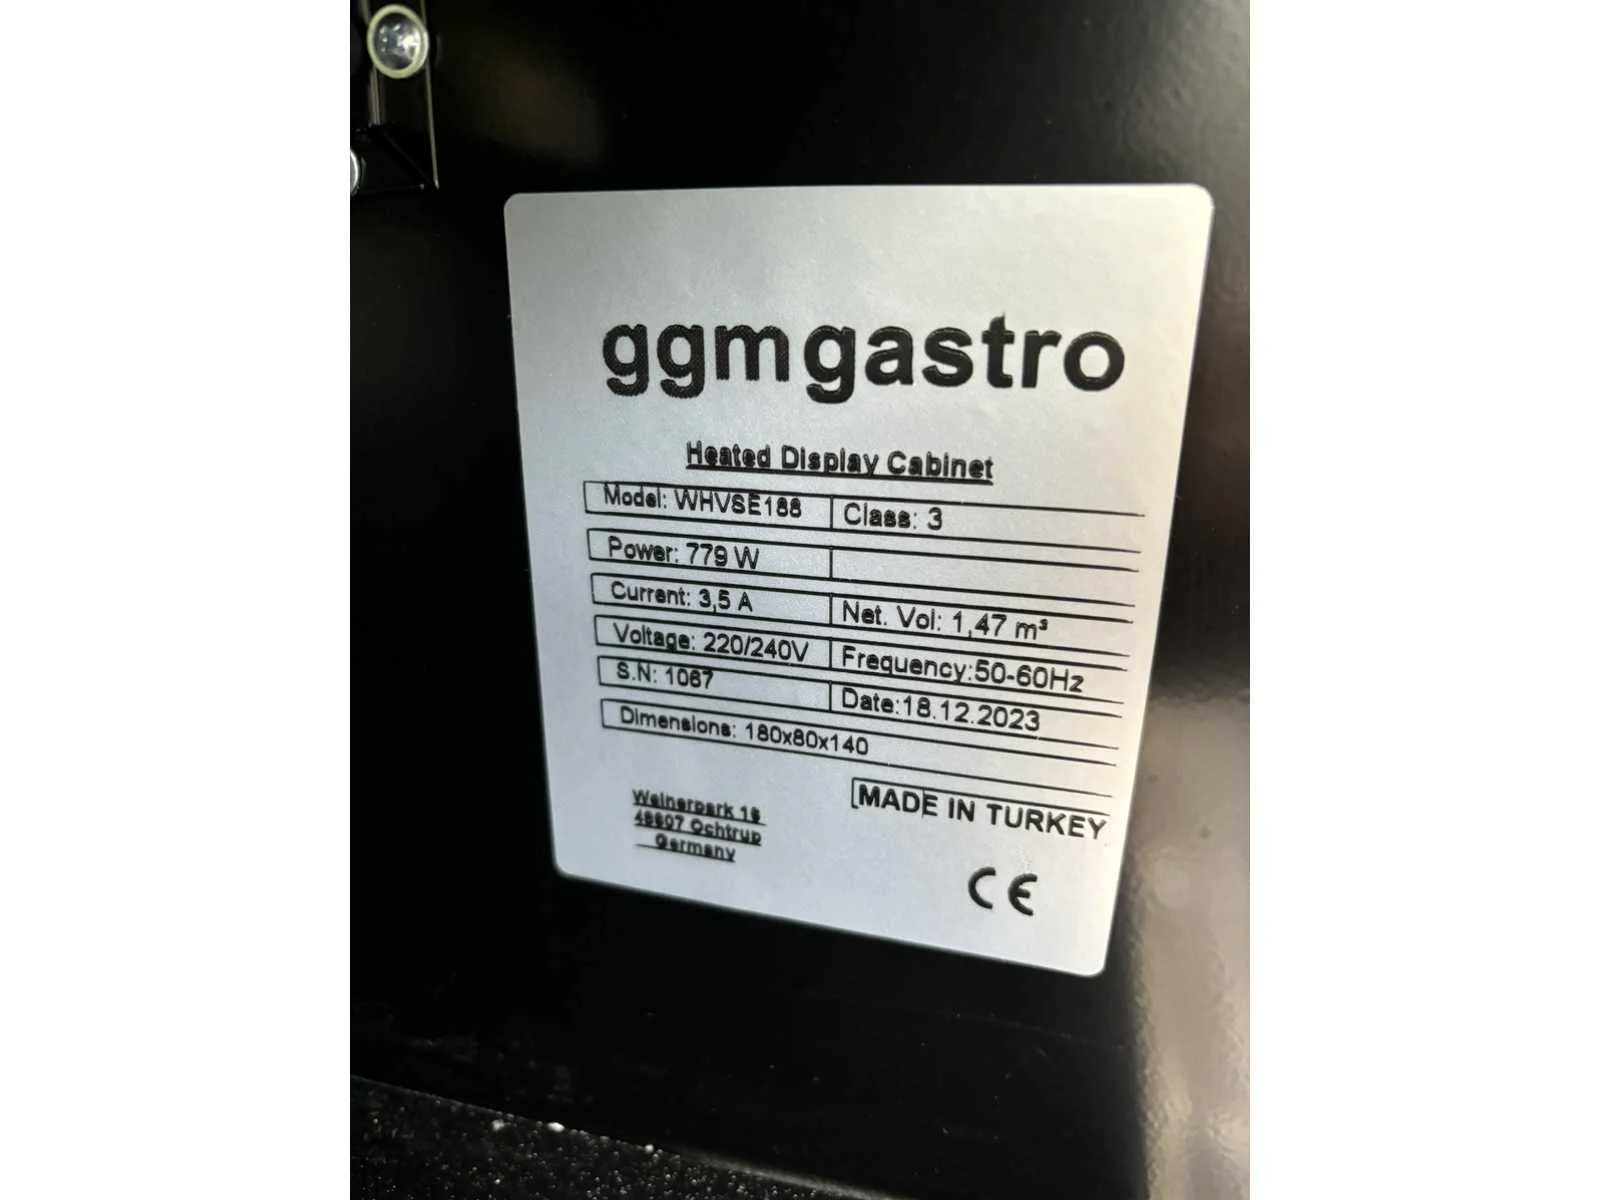 ggmgastro
Heated Display Cabinet
Model: WHVSE188 Class: 3
Power: 779 W
Current: 3,5 A Net. Vol: 1,47 m³
Voltage: 220/240V Frequency:50-60Hz
S.N: 1067 Date:18.12.2023
Dimensions: 180x80x140
MADE IN TURKEY
Weinerpark 16
48607 Ochtrup
Germany
CE